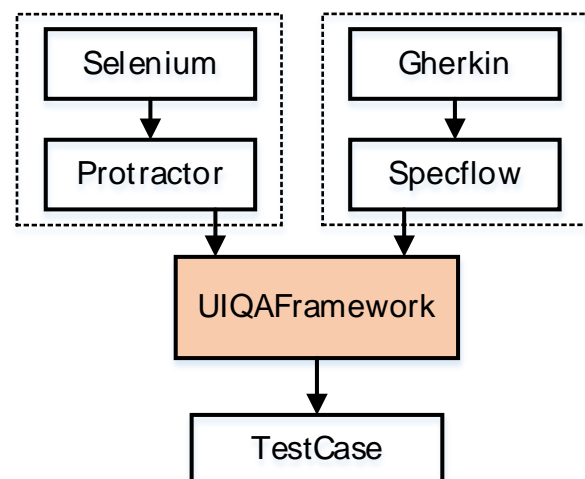 Selenium
Gherkin
Protractor
Specflow
UIQAFramework
TestCase